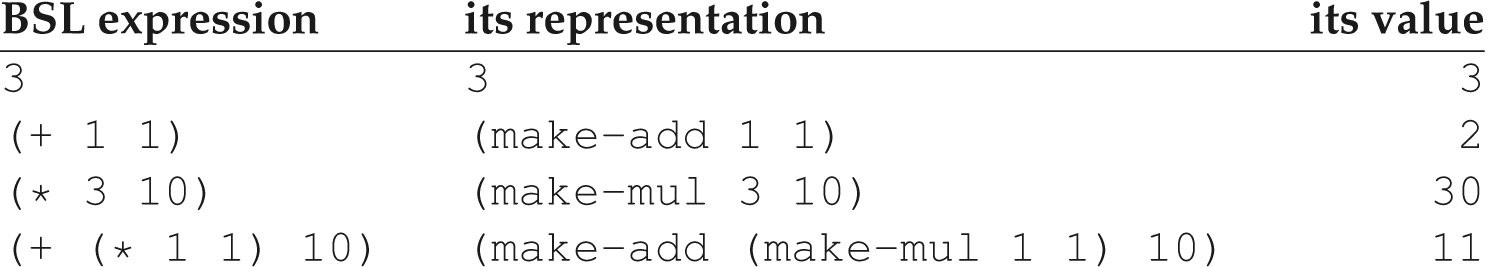 BSL expression its representation its value
3 3 3
(+ 1 1) (make-add 1 1) 2
(* 3 10) (make-mul 3 10) 30
(+ (* 1 1) 10) (make-add (make-mul 1 1) 10) 11